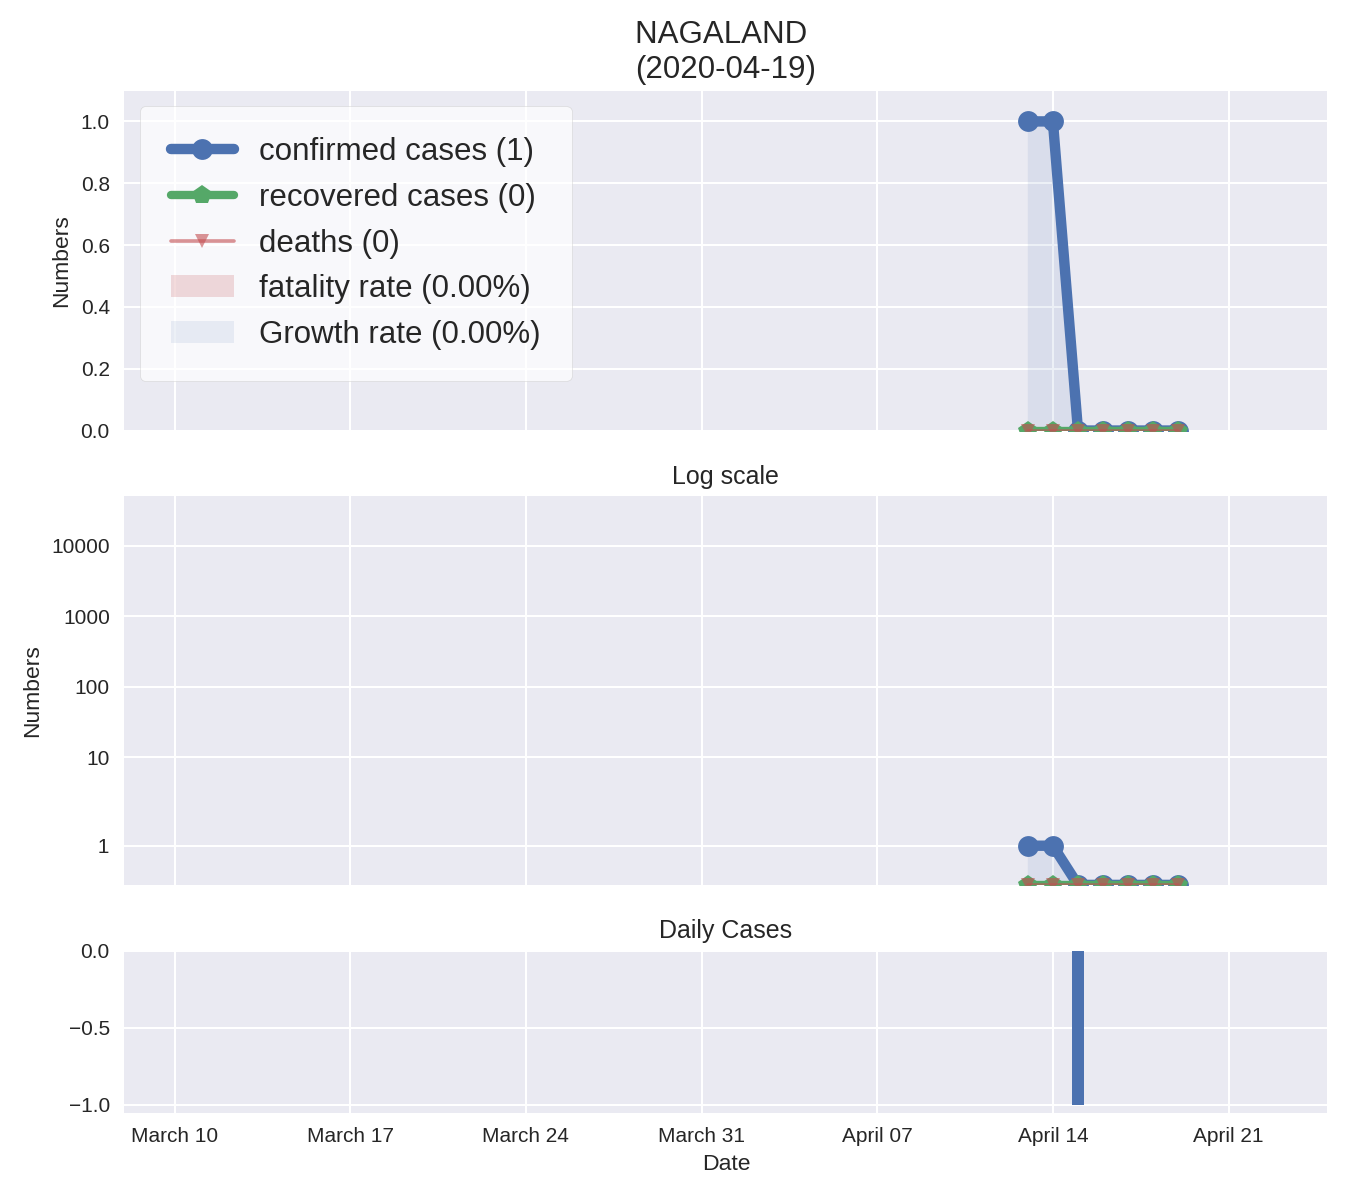 NAGALAND
(2020-04-19)
1.0
0.8
0.6
0.4
0.2
0.0
Numbers
confirmed cases (1)
recovered cases (0)
deaths (0)
fatality rate (0.00%)
Growth rate (0.00%)
Log scale
10000
1000
100
10
1
Numbers
Daily Cases
0.0
−0.5
−1.0
March 10 March 17 March 24 March 31 April 07 April 14 April 21
Date